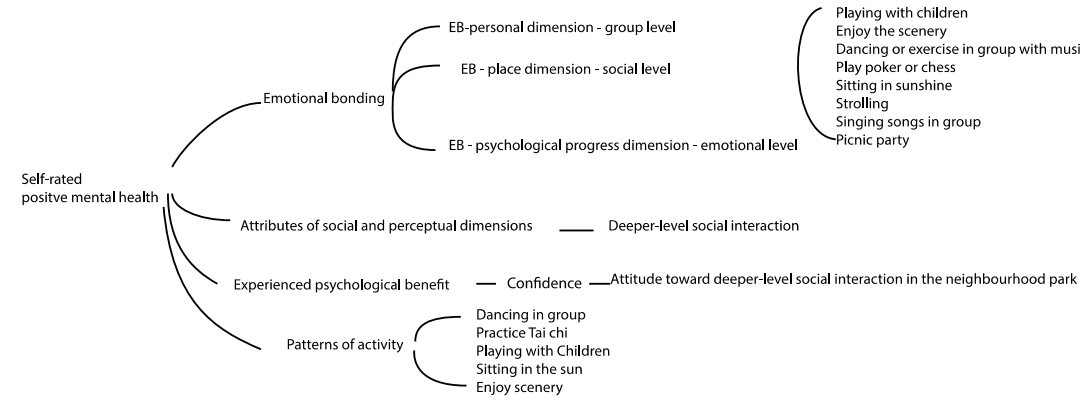 Self-rated
positve mental health
Emotional bonding
EB-personal dimension - group level
EB - place dimension - social level
EB - psychological progress dimension - emotional level
Playing with children
Enjoy the scenery
Dancing or exercise in group with musi
Play poker or chess
Sitting in sunshine
Strolling
Singing songs in group
Picnic party
Attributes of social and perceptual dimensions
Deeper-level social interaction
Experienced psychological benefit
Confidence
Attitude toward deeper-level social interaction in the neighbourhood park
Patterns of activity
Dancing in group
Practice Tai chi
Playing with Children
Sitting in the sun
Enjoy scenery